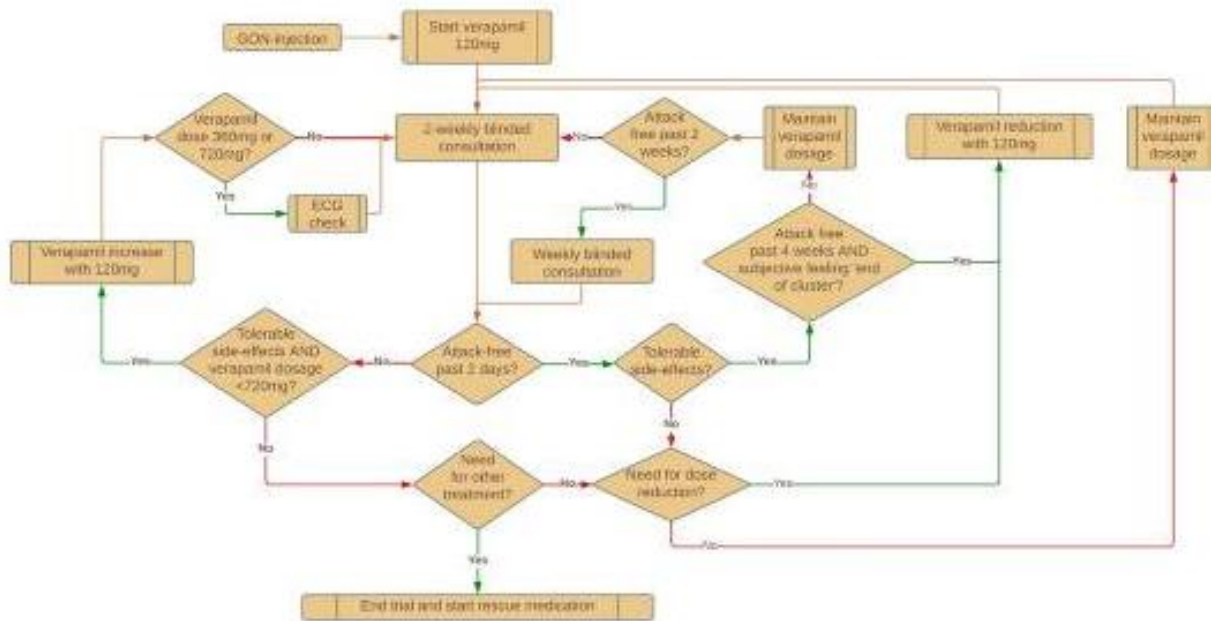 GON-injection
Start verapamil
120mg
Verapamil
dose 360mg or
720mg?
No
2-weekly blinded
consultation
No
Attack
free past 2
weeks?
Maintain
verapamil
dosage
Verapamil reduction
with 120mg
Maintain
verapamil
dosage
Yes
ECG
check
Yes
No
Verapamil increase
with 120mg
Weekly blinded
consultation
Attack free
past 4 weeks AND
subjective feeling 'end
of cluster'?
Yes
Yes
Tolerable
side-effects AND
verapamil dosage
<720mg?
No
Attack-free
past days?
Yes
Tolerable
side-effects?
Yes
No
No
Need
for other
treatment?
No
Need for dose
reduction?
Yes
No
Yes
End trial and start rescue medication